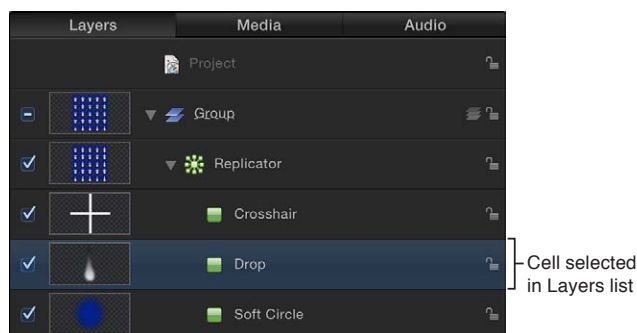 Layers Media Audio
Project
Group
Replicator
Crosshair
Drop
Cell selected
in Layers list
Soft Circle